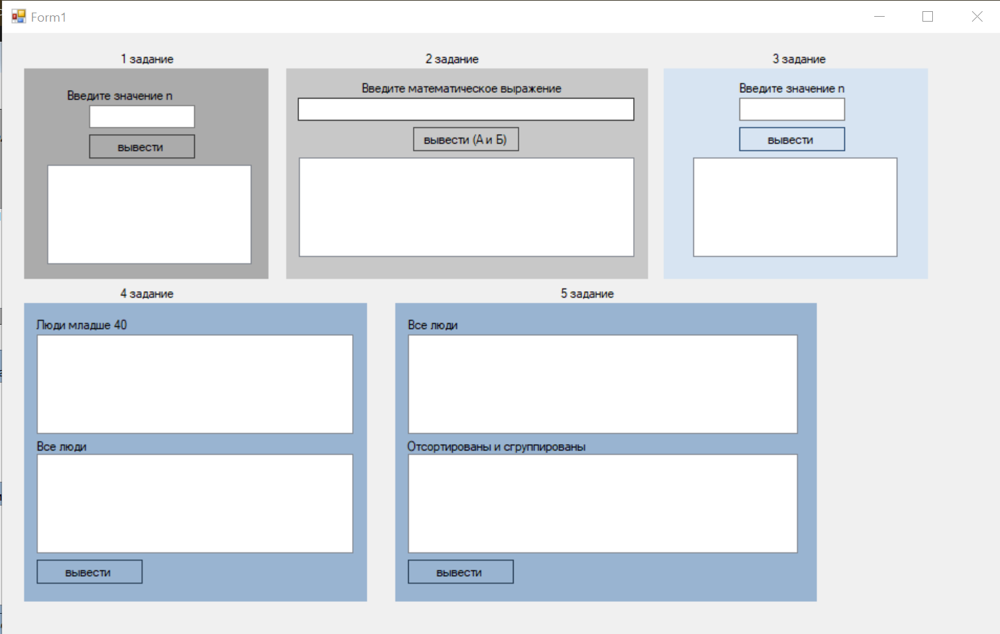 Form1
1 задание
Введите значение n
вывести
2 задание
Введите математическое выражение
вывести (А и Б)
3 задание
Введите значение n
вывести
4 задание
Люди младше 40
Все люди
вывести
5 задание
Все люди
Отсортированы и сгруппированы
вывести